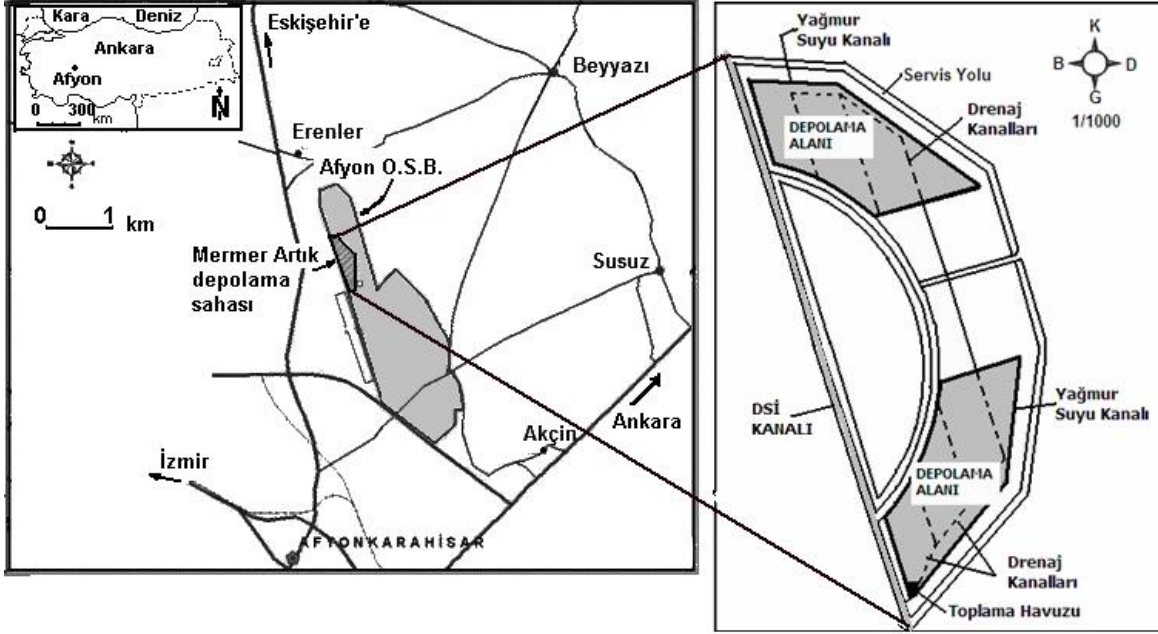 Kara Deniz
Ankara
Afyon
0 300 km
N
Eskişehir'e
Beyyazı
Erenler
Afyon O.S.B.
0 1 km
Mermer Artık
depolama
sahası
Susuz
Ankara
Akçin
İzmir
AFYONKARAHİSAR
Yağmur
Suyu Kanalı
K
B D
G
1/1000
Servis Yolu
Drenaj
Kanalları
DEPOLAMA
ALANI
DSİ
KANALI
Yağmur
Suyu Kanalı
DEPOLAMA
ALANI
Drenaj
Kanalları
Toplama Havuzu